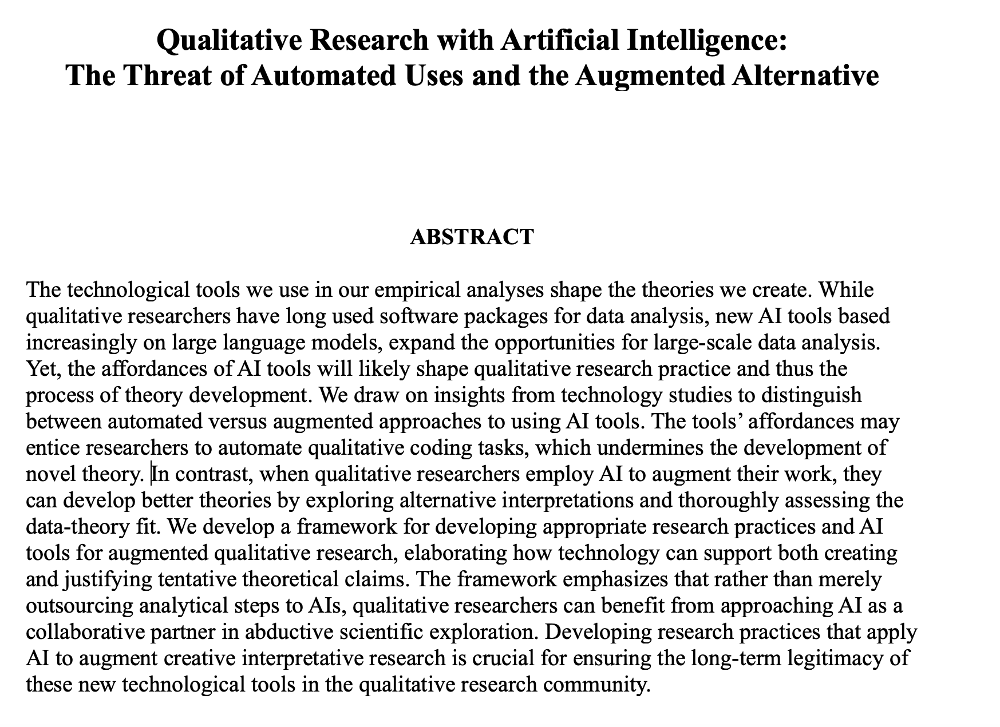 Qualitative Research with Artificial Intelligence:
The Threat of Automated Uses and the Augmented Alternative
ABSTRACT
The technological tools we use in our empirical analyses shape the theories we create. While
qualitative researchers have long used software packages for data analysis, new AI tools based
increasingly on large language models, expand the opportunities for large-scale data analysis.
Yet, the affordances of AI tools will likely shape qualitative research practice and thus the
process of theory development. We draw on insights from technology studies to distinguish
between automated versus augmented approaches to using AI tools. The tools’ affordances may
entice researchers to automate qualitative coding tasks, which undermines the development of
novel theory. In contrast, when qualitative researchers employ AI to augment their work, they
can develop better theories by exploring alternative interpretations and thoroughly assessing the
data-theory fit. We develop a framework for developing appropriate research practices and AI
tools for augmented qualitative research, elaborating how technology can support both creating
and justifying tentative theoretical claims. The framework emphasizes that rather than merely
outsourcing analytical steps to AIs, qualitative researchers can benefit from approaching AI as a
collaborative partner in abductive scientific exploration. Developing research practices that apply
AI to augment creative interpretative research is crucial for ensuring the long-term legitimacy of
these new technological tools in the qualitative research community.